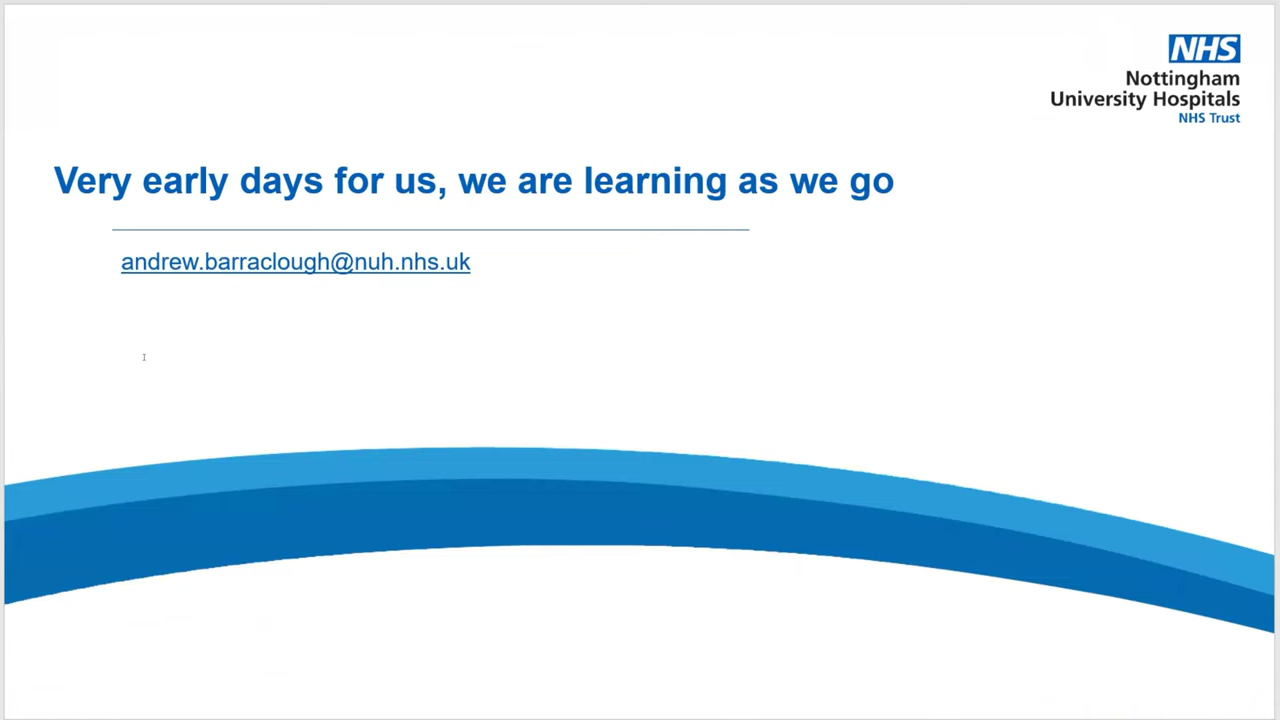 NHS
Nottingham
University Hospitals
NHS Trust
Very early days for us, we are learning as we go
andrew.barraclough@nuh.nhs.uk